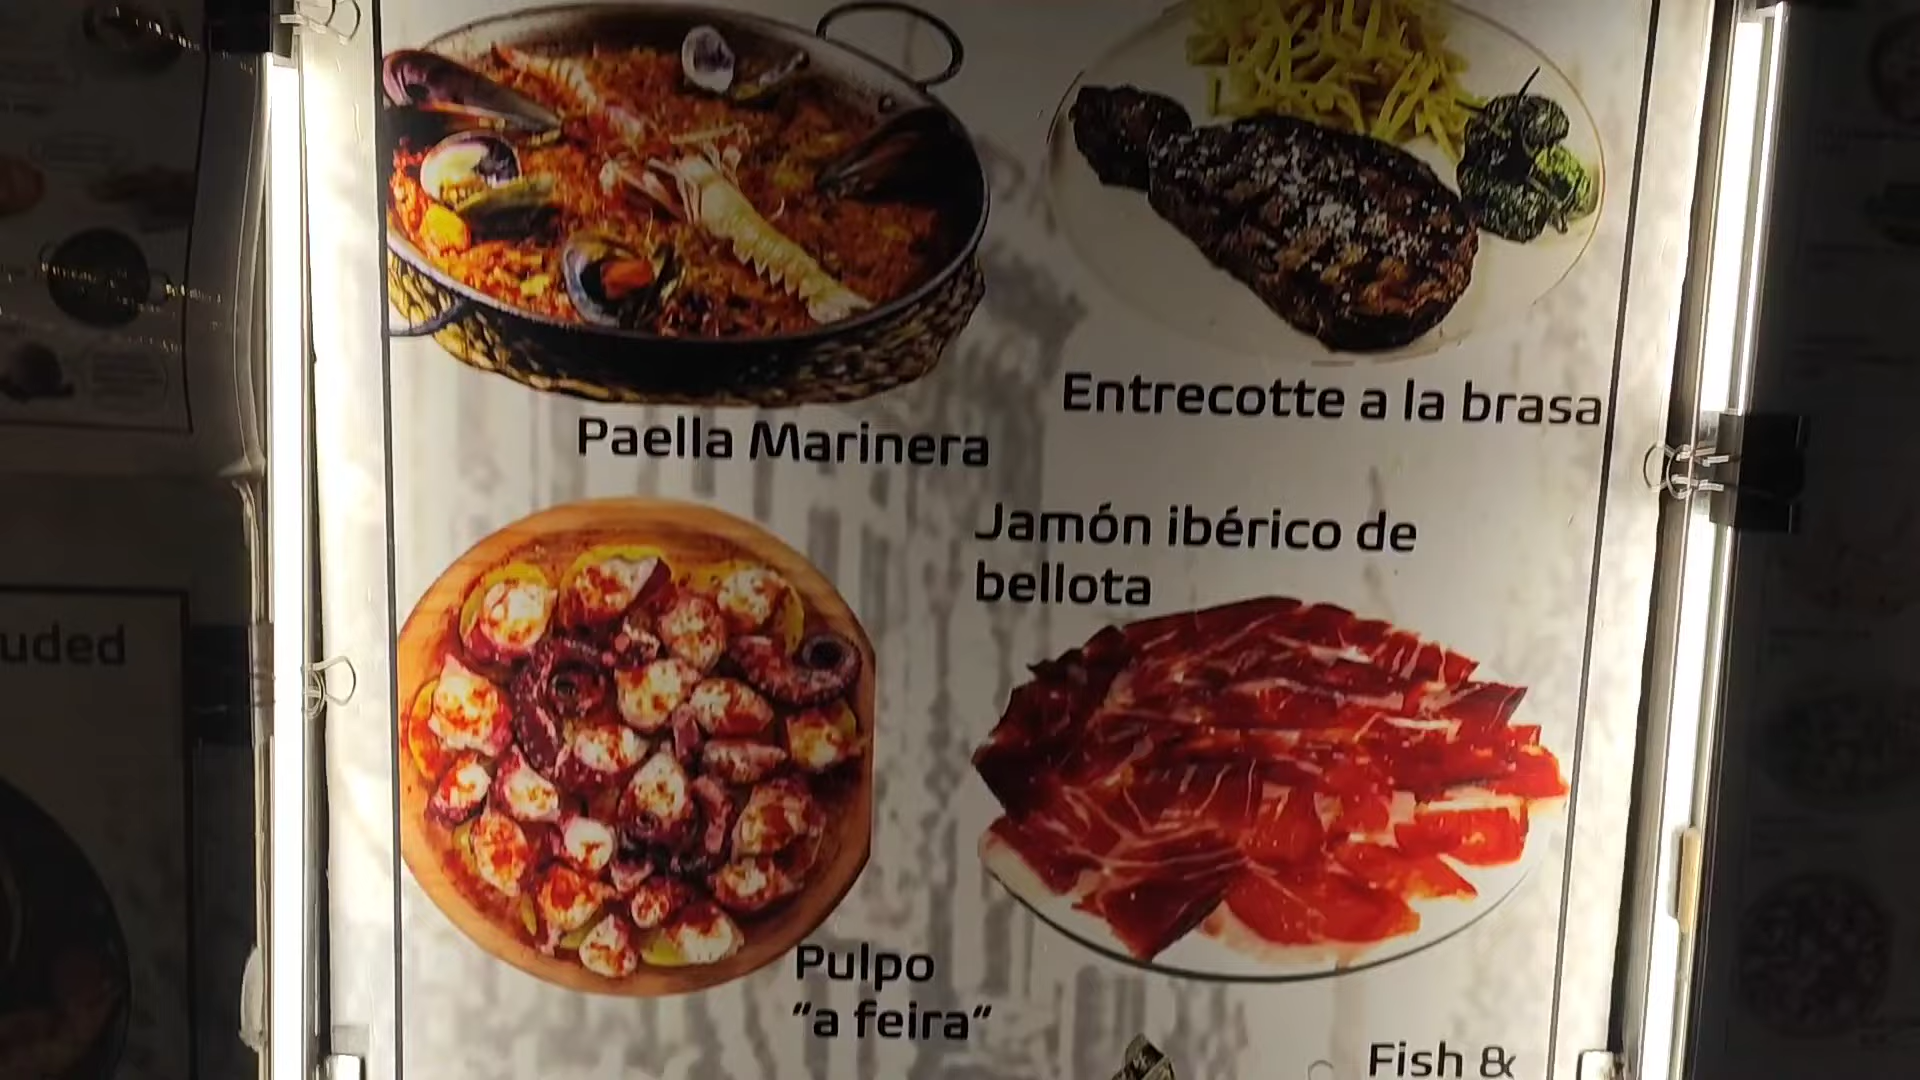 Paella Marinera
Entrecotte a la brasa
Jamón ibérico de
bellota
Pulpo
"a feira"
Fish &
uded